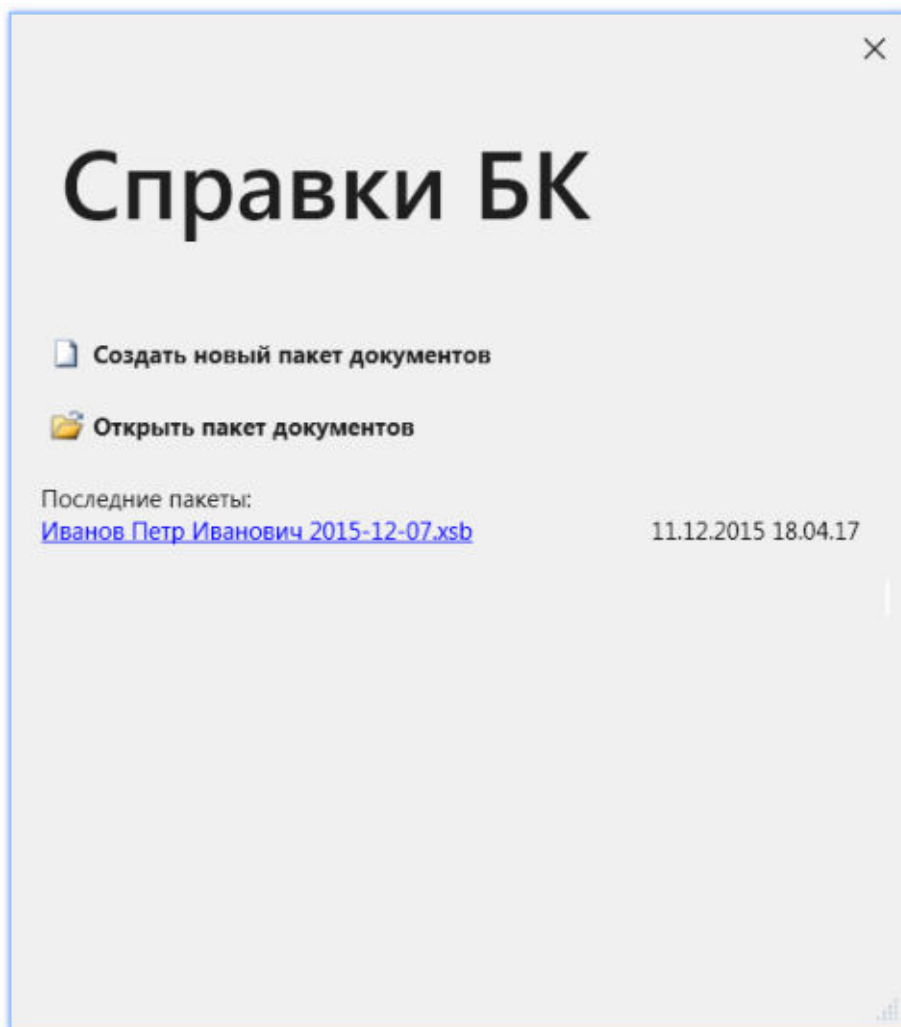 Справки БК
Создать новый пакет документов
Открыть пакет документов
Последние пакеты:
Иванов Петр Иванович 2015-12-07.xsb 11.12.2015 18.04.17